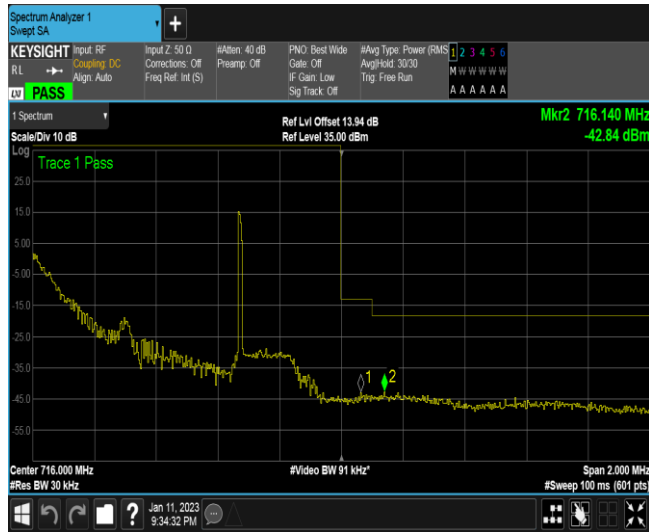 Spectrum Analyzer 1
Swept SA
+
KEYSIGHT Input: RF Input Z: 50 Ω #Atten: 40 dB PNO: Best Wide #Avg Type: Power (RMS 1 2 3 4 5 6
RL Coupling: DC Corrections: Off Preamp: Off Gate: Off Avg|Hold: 30/30 M W W W W W
Align: Auto Freq Ref: Int (S) IF Gain: Low Trig: Free Run
Sig Track: Off A A A A A A
LXI PASS
1 Spectrum
Ref Lvl Offset 13.94 dB Mkr2 716.140 MHz
Scale/Div 10 dB Ref Level 35.00 dBm -42.84 dBm
Log
Trace 1 Pass
25.0
15.0
5.00
-5.00
-15.0
-25.0
-35.0
1 2
-45.0
-55.0
Center 716.000 MHz #Video BW 91 kHz* Span 2.000 MHz
#Res BW 30 kHz #Sweep 100 ms (601 pts)
? Jan 11, 2023
9:34:32 PM